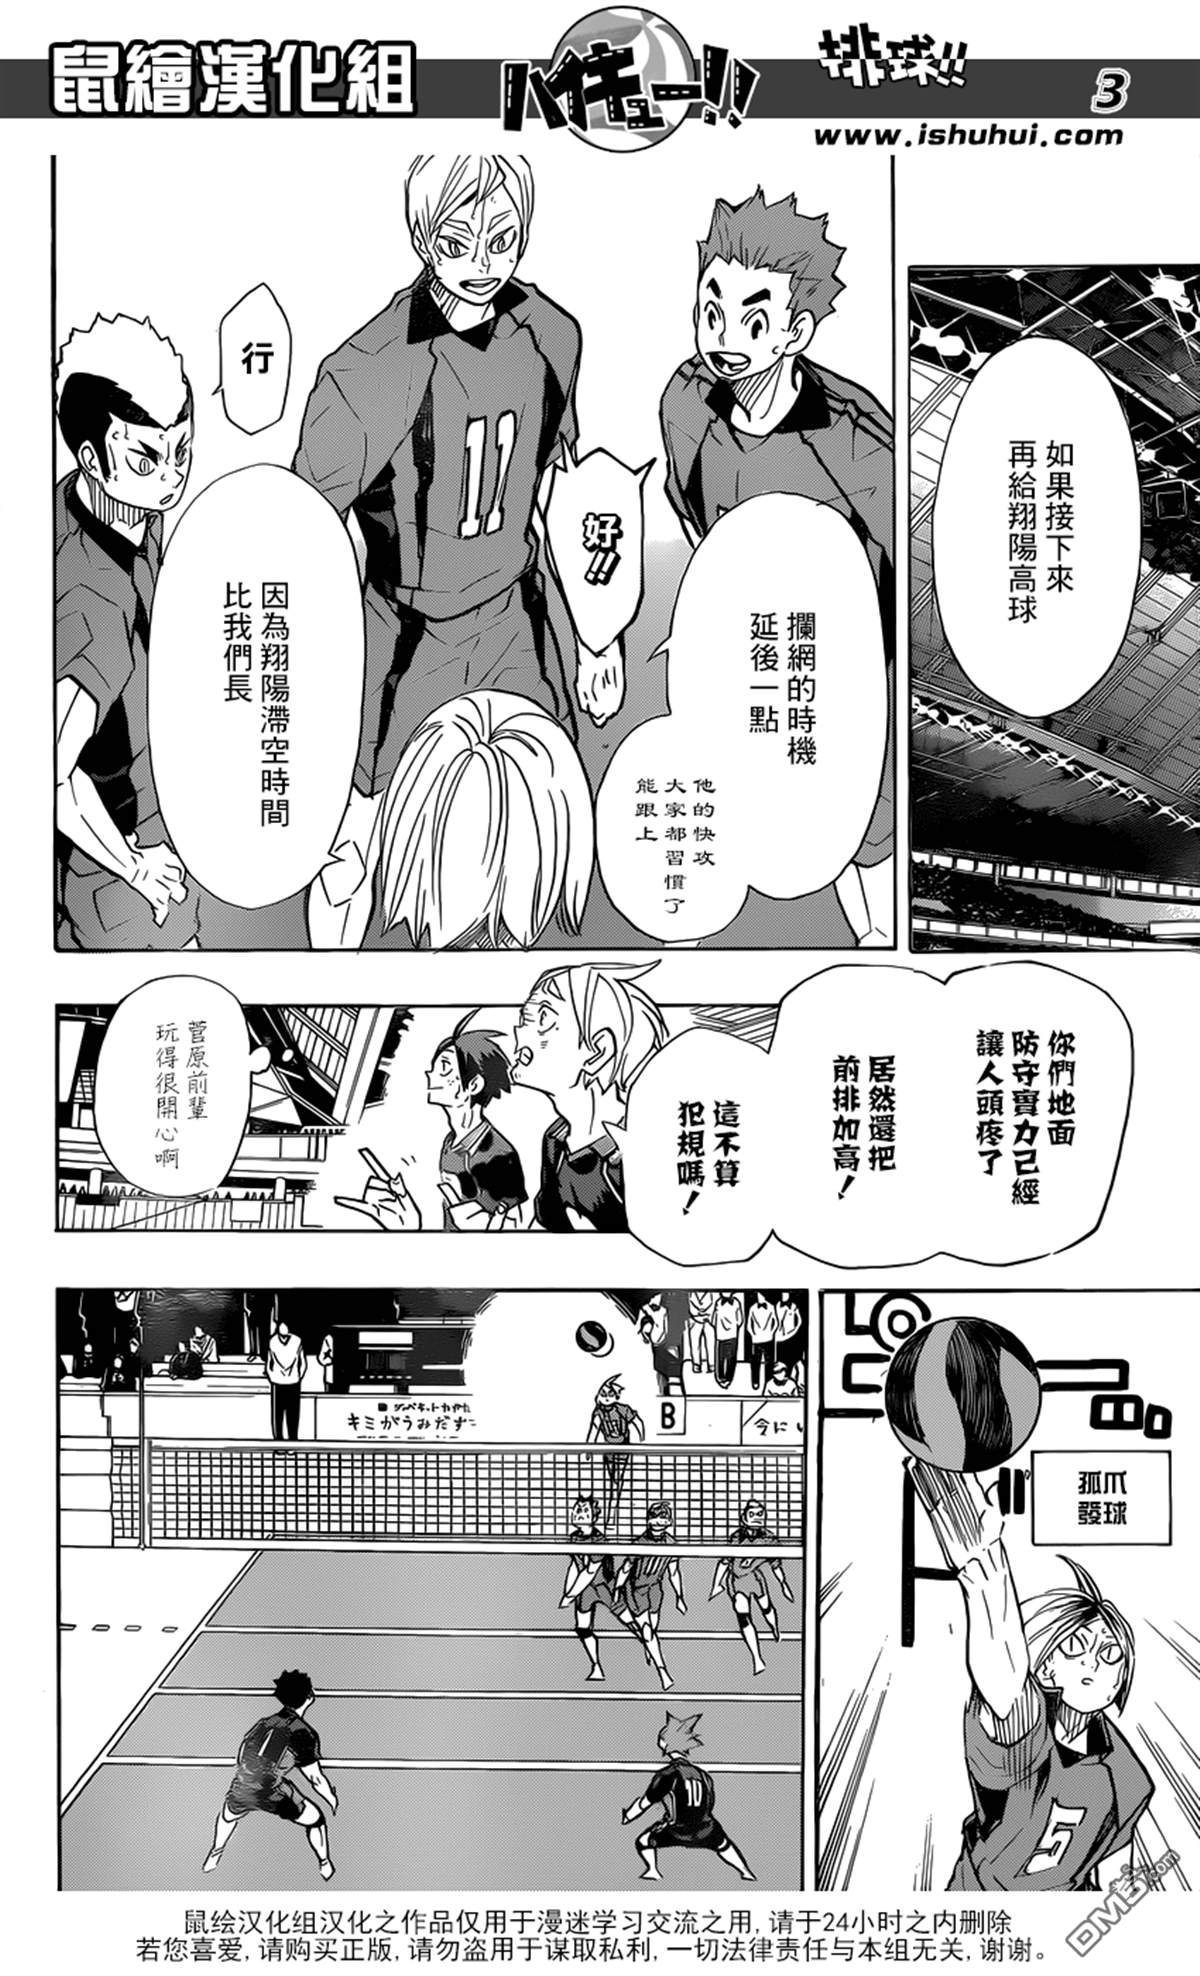 鼠繪漢化組
ハイキュー!!
排球!!
3
www.ishuhui.com
如果接下來
再給翔陽高球
攔網的時機
延後一點
他的快攻
大家都習慣了
能跟上
好!!
行
因為翔陽滯空時間
比我們長
11
你們地面
防守實力已經
讓人頭疼了
居然還把
前排加高!
這不算
犯規嗎!
菅原前輩
玩得很開心啊
孤爪
發球
5
キミがうみだす
B
今に
1
10
鼠绘汉化组汉化之作品仅用于漫迷学习交流之用,请于24小时之内删除
若您喜爱,请购买正版,请勿盗用于谋取私利,一切法律责任与本组无关,谢谢。
DM5.com